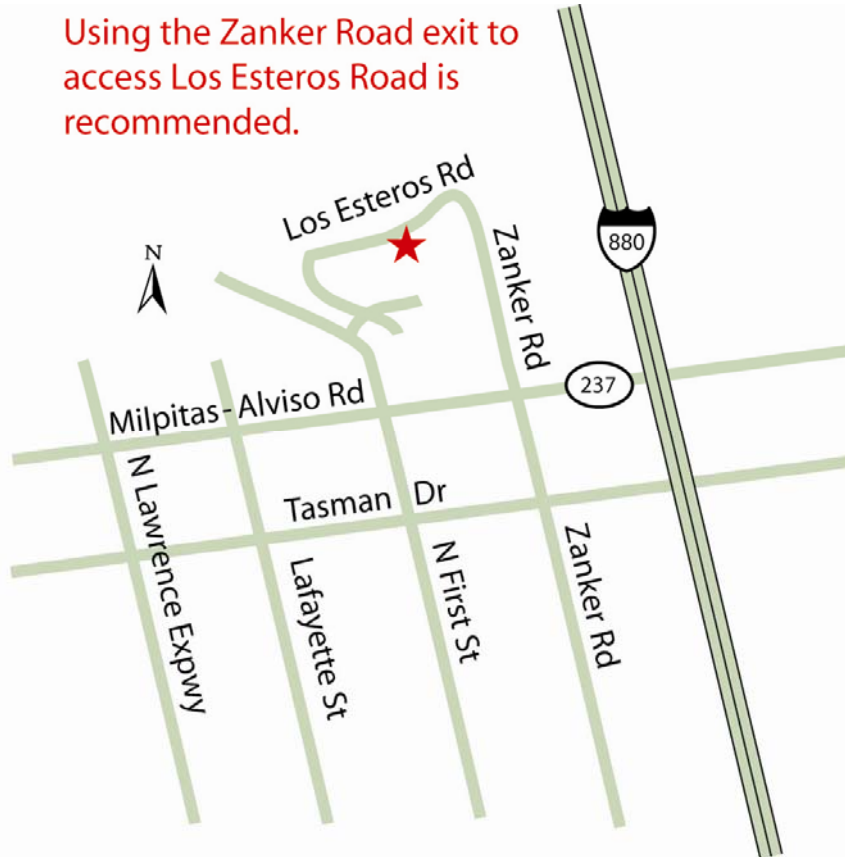 Using the Zanker Road exit to
access Los Esteros Road is
recommended.
Los Esteros Rd
N
Zanker Rd
880
237
Milpitas-Alviso Rd
N Lawrence Expwy
Tasman Dr
Lafayette St
N First St
Zanker Rd